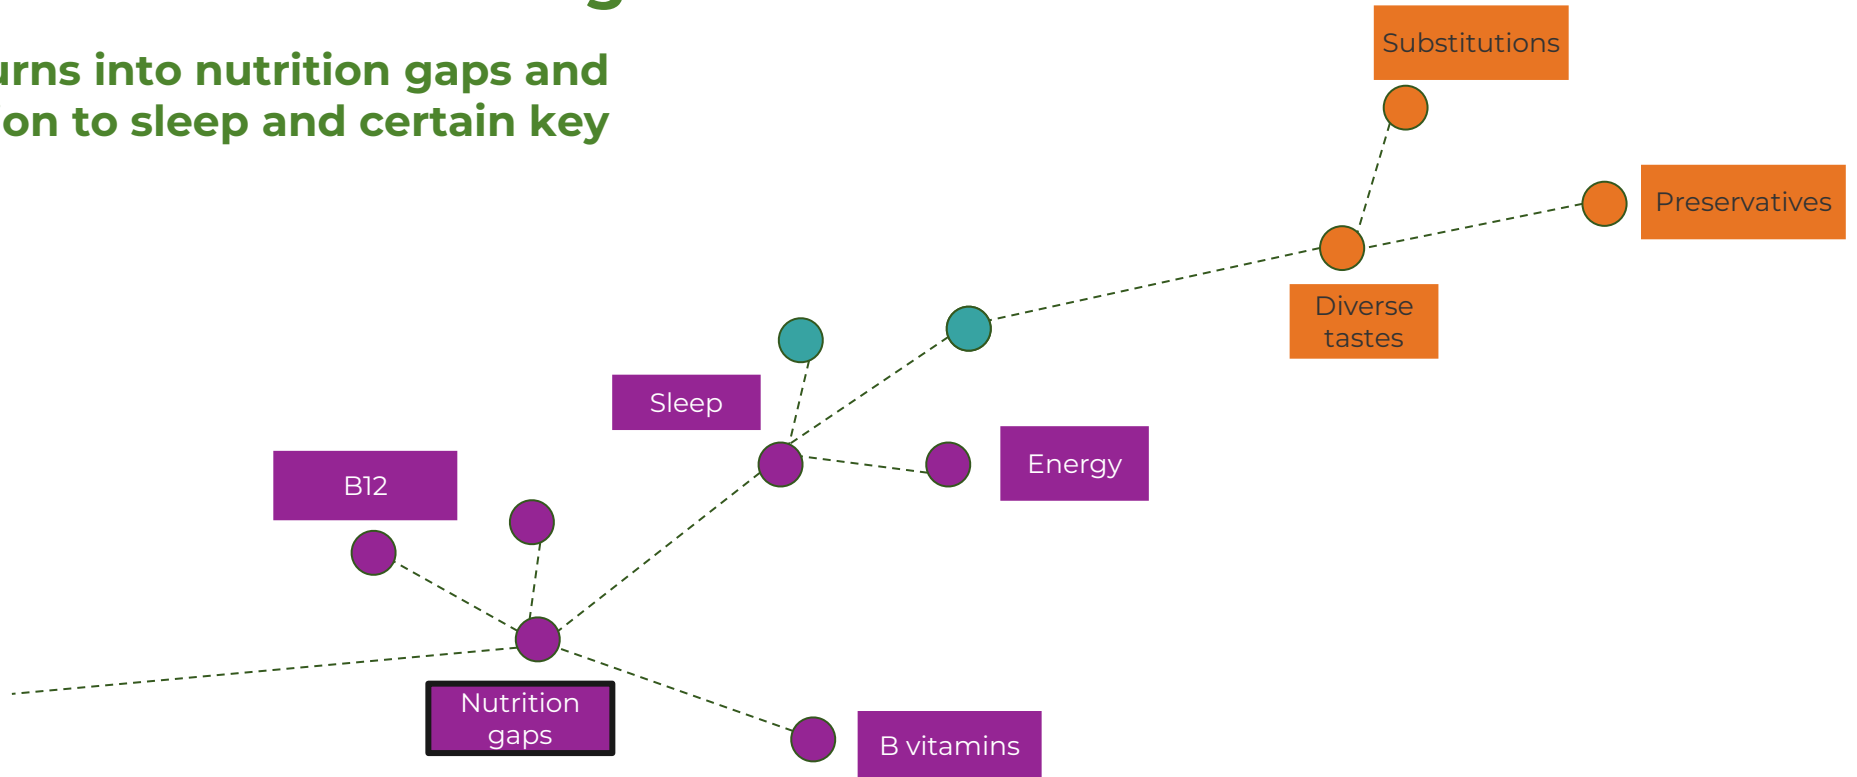 Substitutions
urns into nutrition gaps and
ion to sleep and certain key
Preservatives
Diverse
tastes
Sleep
Energy
B12
Nutrition
gaps
B vitamins